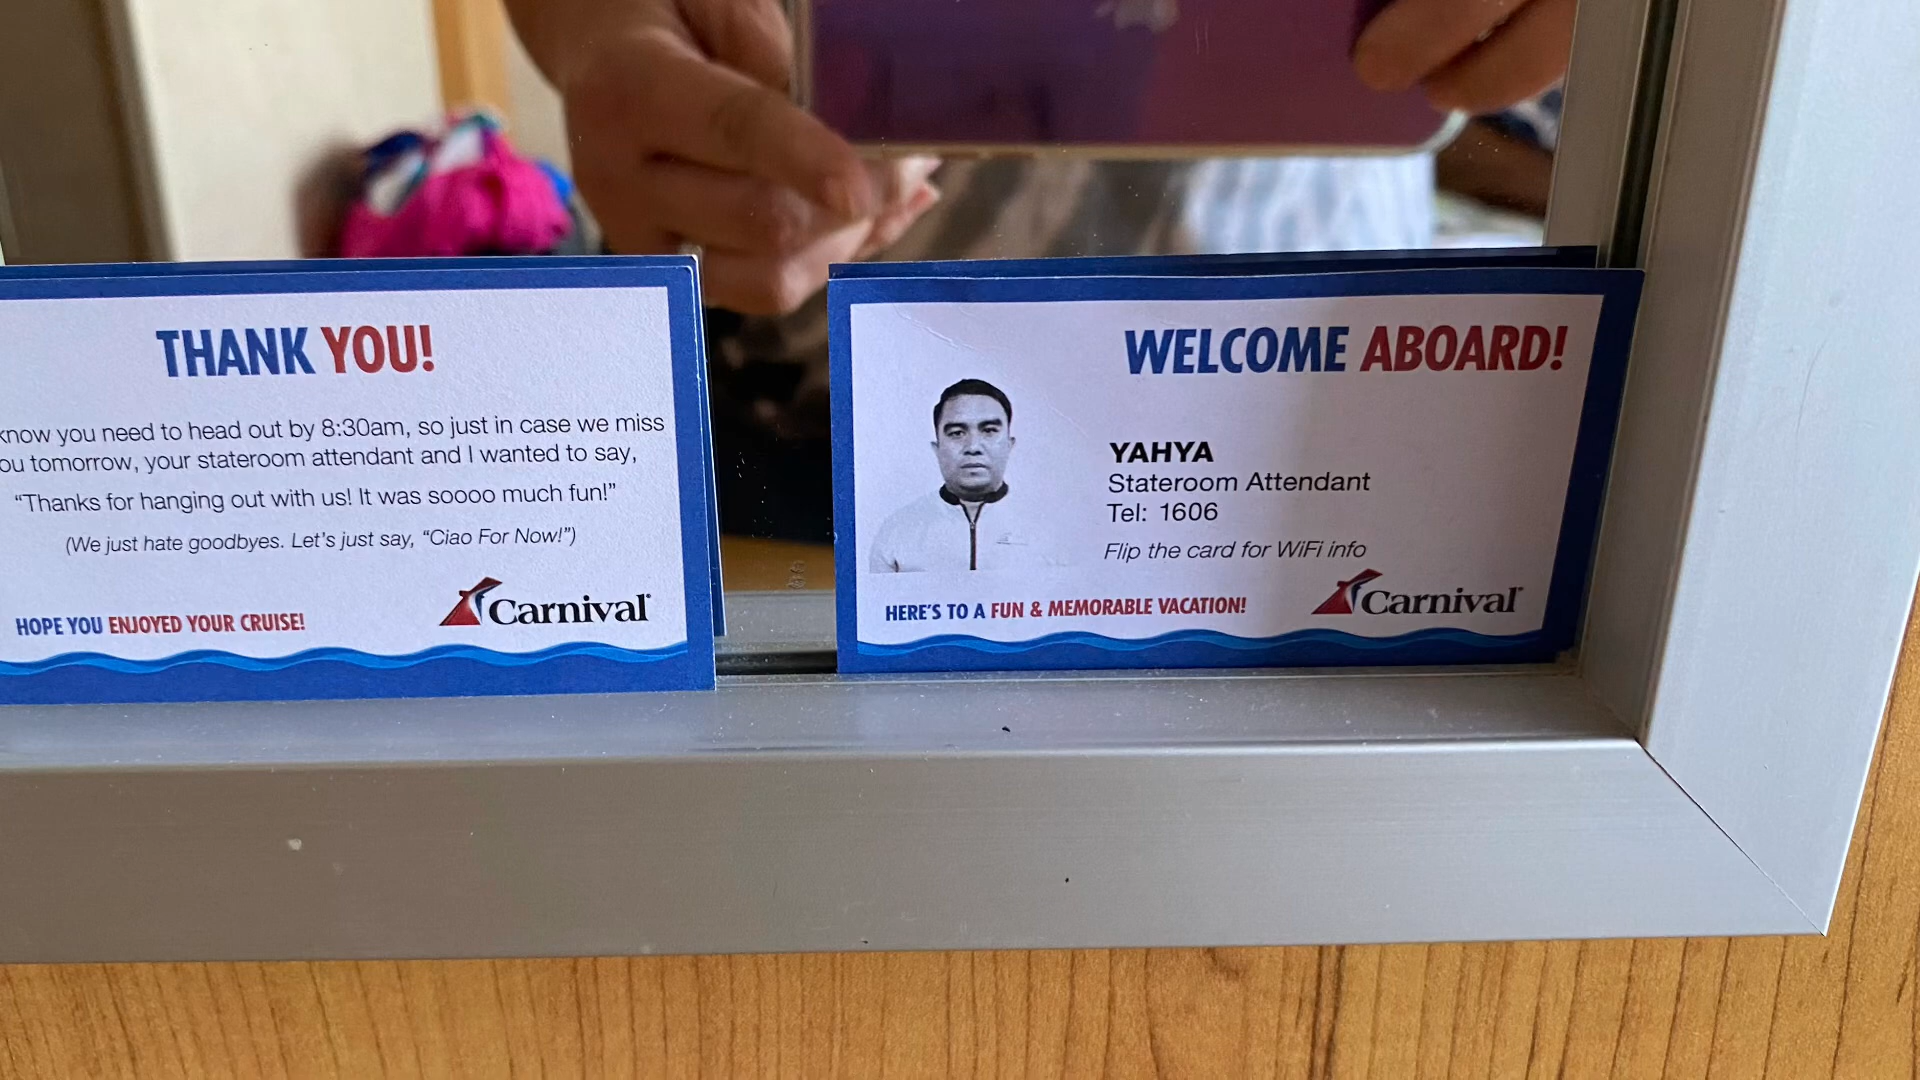 THANK YOU!
know you need to head out by 8:30am, so just in case we miss
ou tomorrow, your stateroom attendant and I wanted to say,
“Thanks for hanging out with us! It was soooo much fun!”
(We just hate goodbyes. Let’s just say, “Ciao For Now!”)
HOPE YOU ENJOYED YOUR CRUISE!
Carnival
WELCOME ABOARD!
YAHYA
Stateroom Attendant
Tel: 1606
Flip the card for WiFi info
HERE’S TO A FUN & MEMORABLE VACATION!
Carnival